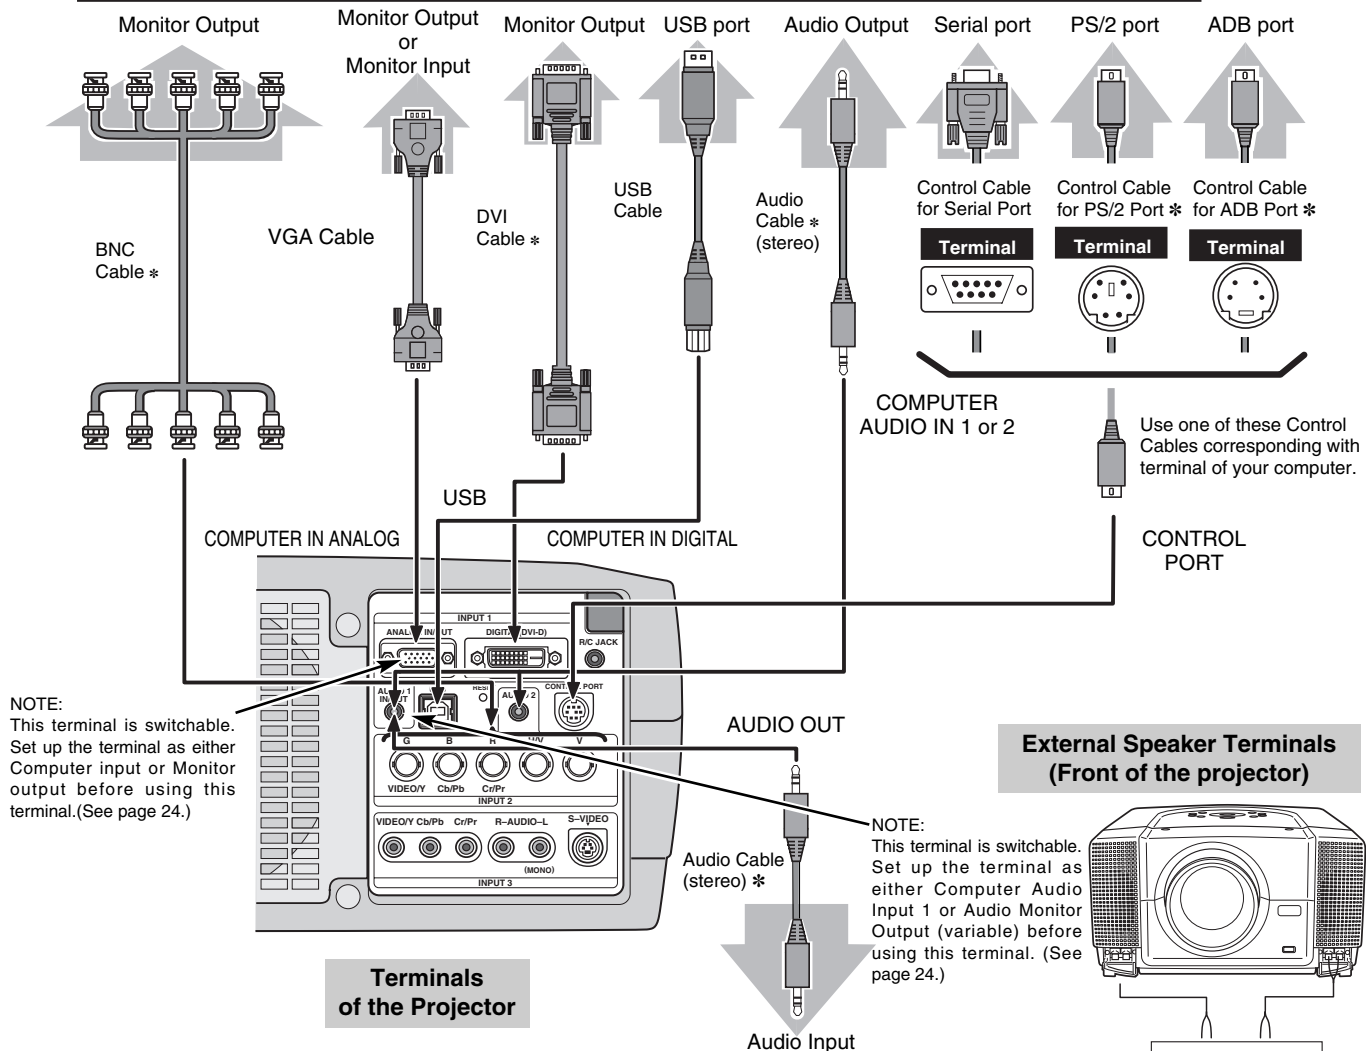 Monitor Output
Monitor Output
or
Monitor Input
Monitor Output
USB port
Audio Output
Serial port
PS/2 port
ADB port
BNC
Cable *
VGA Cable
DVI
Cable *
USB
Cable
Audio
Cable *
(stereo)
Control Cable
for Serial Port
Control Cable
for PS/2 Port *
Control Cable
for ADB Port *
Terminal
Terminal
Terminal
COMPUTER
AUDIO IN 1 or 2
Use one of these Control
Cables corresponding with
terminal of your computer.
USB
COMPUTER IN ANALOG
COMPUTER IN DIGITAL
CONTROL
PORT
INPUT 1
R/C JACK
G
B
R
V
VIDEO/Y
Cb/Pb
Cr/Pr
INPUT 2
VIDEO/Y Cb/Pb Cr/Pr
R–AUDIO–L
S–VIDEO
(MONO)
INPUT 3
NOTE:
This terminal is switchable.
Set up the terminal as either
Computer input or Monitor
output before using this
terminal.(See page 24.)
AUDIO OUT
Audio Cable
(stereo) *
Audio Input
NOTE:
This terminal is switchable.
Set up the terminal as
either Computer Audio
Input 1 or Audio Monitor
Output (variable) before
using this terminal. (See
page 24.)
External Speaker Terminals
(Front of the projector)
Terminals
of the Projector